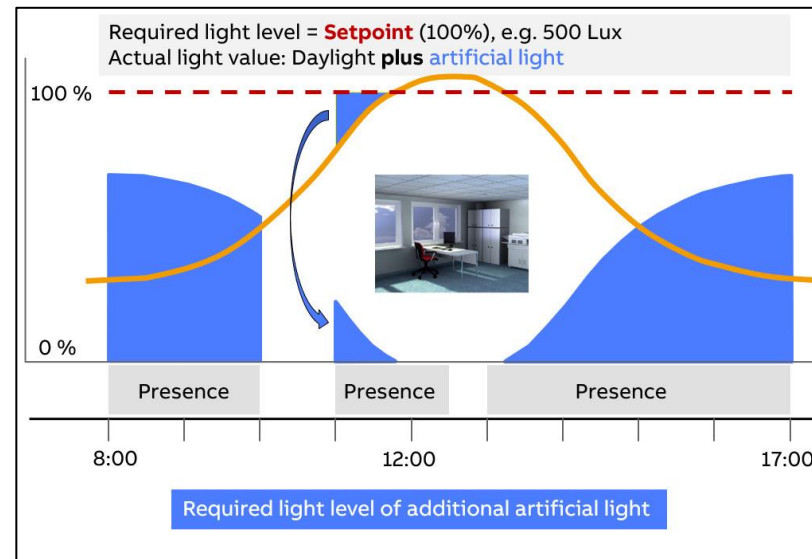 Required light level = Setpoint (100%), e.g. 500 Lux
Actual light value: Daylight plus artificial light
100 %
0 %
Presence
Presence
Presence
8:00
12:00
17:00
Required light level of additional artificial light